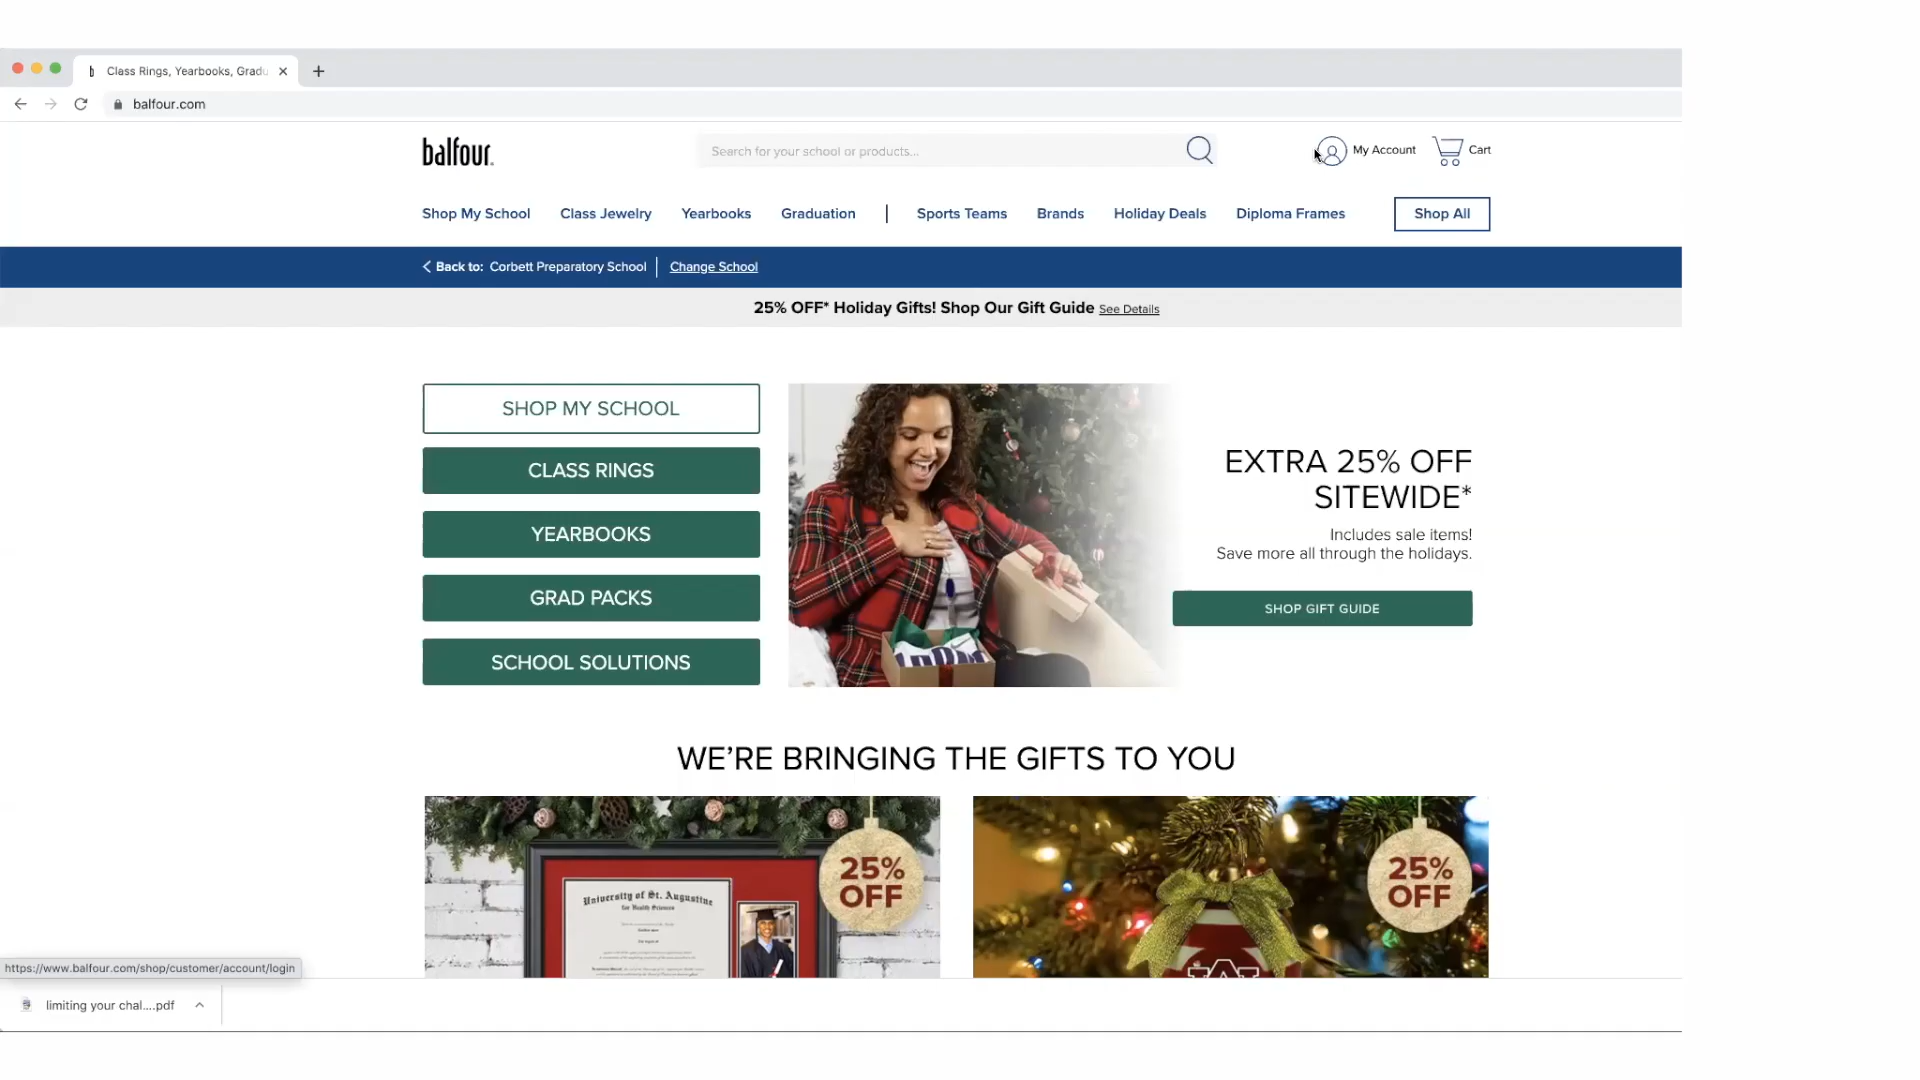 Class Rings, Yearbooks, Gradu
balfour.com
balfour.
Search for your school or products...
My Account
Cart
Shop My School
Class Jewelry
Yearbooks
Graduation
Sports Teams
Brands
Holiday Deals
Diploma Frames
Shop All
Back to: Corbett Preparatory School
Change School
25% OFF* Holiday Gifts! Shop Our Gift Guide See Details
SHOP MY SCHOOL
CLASS RINGS
YEARBOOKS
GRAD PACKS
SCHOOL SOLUTIONS
EXTRA 25% OFF
SITEWIDE*
Includes sale items!
Save more all through the holidays.
SHOP GIFT GUIDE
WE'RE BRINGING THE GIFTS TO YOU
University of St. Augustine
for Health Sciences
25%
OFF
25%
OFF
https://www.balfour.com/shop/customer/account/login
limiting your chal....pdf